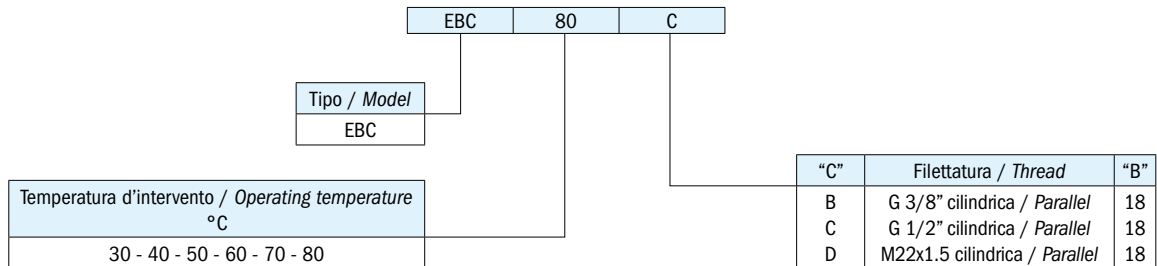 EBC 80 C
Tipo / Model
EBC
Temperatura d’intervento / Operating temperature
°C
30 - 40 - 50 - 60 - 70 - 80
“C” Filettatura / Thread “B”
B G 3/8” cilindrica / Parallel 18
C G 1/2” cilindrica / Parallel 18
D M22x1.5 cilindrica / Parallel 18